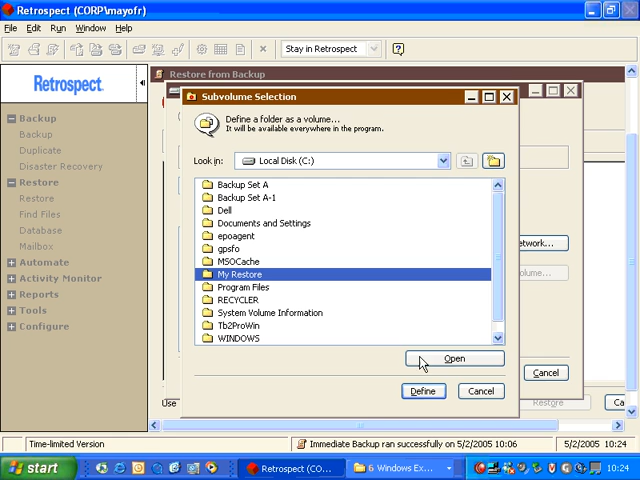 Retrospect (CORP\mayofr)
File Edit Run Window Help
Stay in Retrospect
Retrospect.
Backup
Backup
Duplicate
Disaster Recovery
Restore
Restore
Find Files
Database
Mailbox
Automate
Activity Monitor
Reports
Tools
Configure
Restore from Backup
Subvolume Selection
Define a folder as a volume...
It will be available everywhere in the program.
Look in: Local Disk (C:)
Backup Set A
Backup Set A-1
Dell
Documents and Settings
epoagent
gpsfo
MSOCache
My Restore
Program Files
RECYCLER
System Volume Information
Tb2ProWin
WINDOWS
Open
Define Cancel
etwork...
olume...
Cancel
Use Restore Ca
Time-limited Version Immediate Backup ran successfully on 5/2/2005 10:06 5/2/2005 10:24
start Retrospect (CO... 6 Windows Ex... 10:24